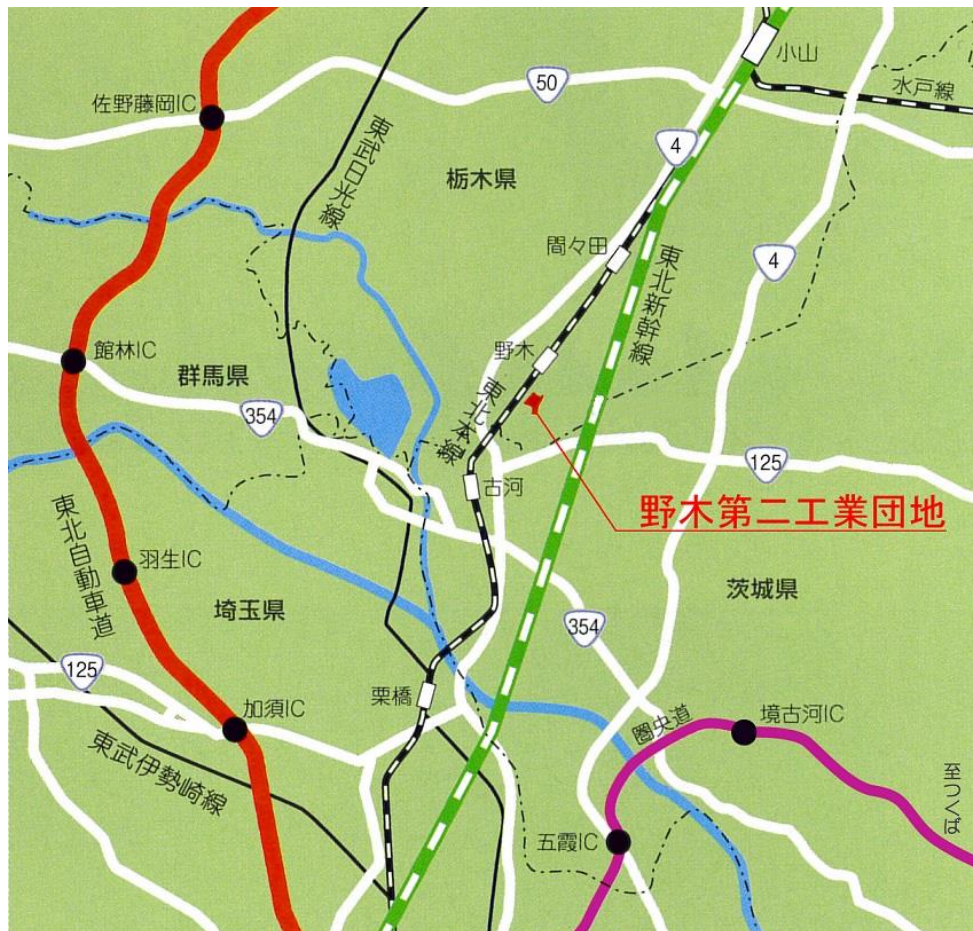 小山
水戸線
50
佐野藤岡IC
4
東武日光線
栃木県
間々田
4
東北新幹線
館林IC
野木
群馬県
354
東北本線
125
古河
野木第二工業団地
東北自動車道
羽生IC
茨城県
埼玉県
354
125
栗橋
加須IC
圏央道
境古河IC
東武伊勢崎線
至つくば
五霞IC